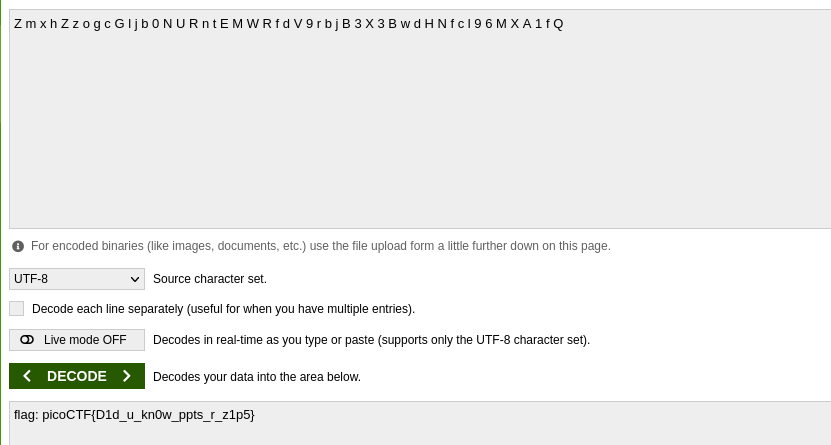 Z m x h Z z o g c G l j b 0 N U R n t E M W R f d V 9 r b j B 3 X 3 B w d H N f c l 9 6 M X A 1 f Q
For encoded binaries (like images, documents, etc.) use the file upload form a little further down on this page.
UTF-8 Source character set.
Decode each line separately (useful for when you have multiple entries).
Live mode OFF Decodes in real-time as you type or paste (supports only the UTF-8 character set).
< DECODE > Decodes your data into the area below.
flag: picoCTF{D1d_u_kn0w_ppts_r_z1p5}